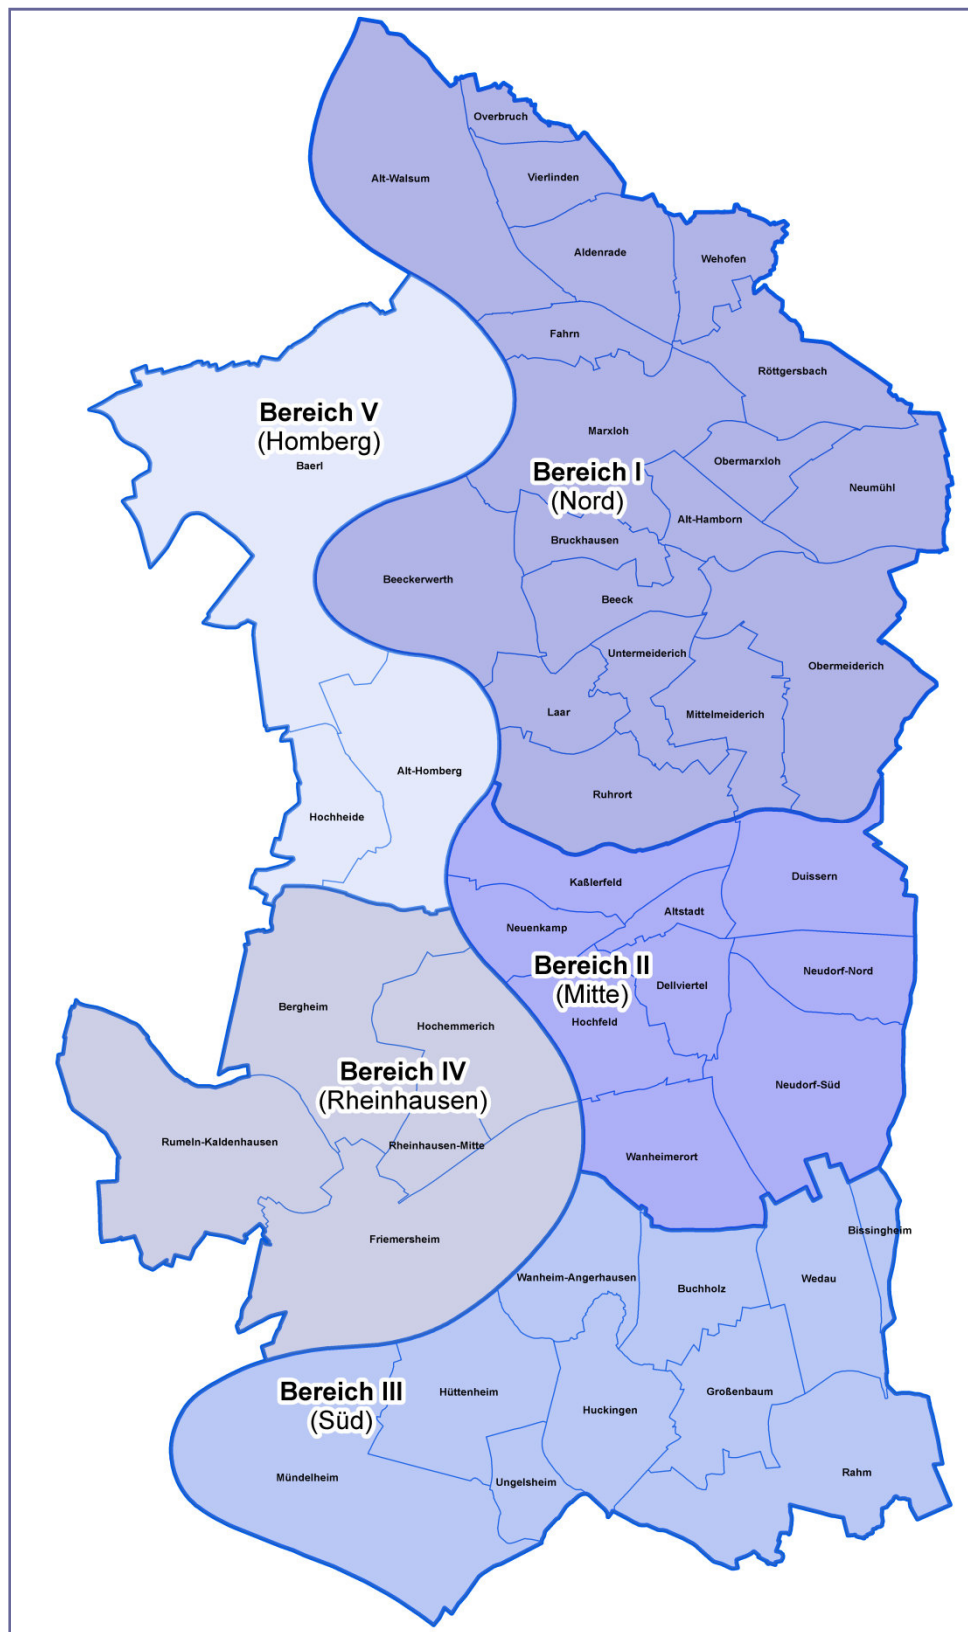 Overbruch
Alt-Walsum
Vierlinden
Aldenrade
Wehofen
Fahrn
Röttgersbach
Bereich V
(Homberg)
Baerl
Marxloh
Obermarxloh
Bereich I
(Nord)
Neumühl
Alt-Hamborn
Bruckhausen
Beeckerwerth
Beeck
Untermeiderich
Obermeiderich
Laar
Mittelmeiderich
Alt-Homberg
Ruhrort
Hochheide
Kaßlerfeld
Duissern
Altstadt
Neuenkamp
Bereich II
(Mitte)
Neudorf-Nord
Dellviertel
Hochfeld
Bergheim
Hochemmerich
Bereich IV
(Rheinhausen)
Neudorf-Süd
Rumeln-Kaldenhausen
Rheinhausen-Mitte
Wanheimerort
Friemersheim
Bissingheim
Wanheim-Angerhausen
Buchholz
Wedau
Bereich III
(Süd)
Hüttenheim
Großenbaum
Huckingen
Mündelheim
Ungelsheim
Rahm